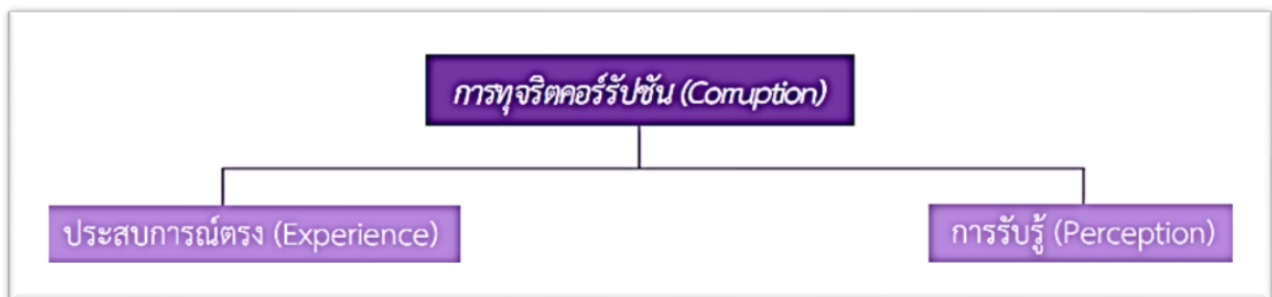 การทุจริตคอร์รัปชัน (Corruption)
ประสบการณ์ตรง (Experience)
การรับรู้ (Perception)